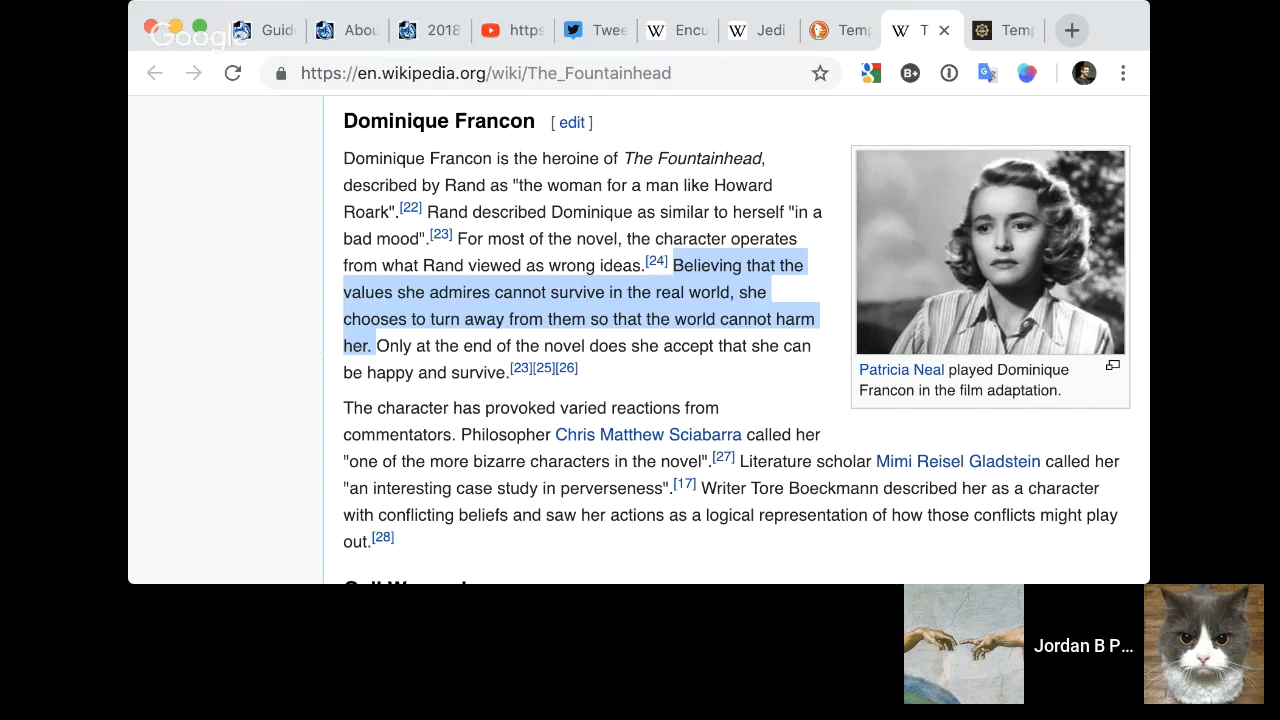 Google
Guid
Abou
2018
https
Twee
Encu
Jedi
Temp
T
Temp
https://en.wikipedia.org/wiki/The_Fountainhead
B+
Dominique Francon [ edit ]
Dominique Francon is the heroine of The Fountainhead,
described by Rand as "the woman for a man like Howard
Roark".[22] Rand described Dominique as similar to herself "in a
bad mood".[23] For most of the novel, the character operates
from what Rand viewed as wrong ideas.[24] Believing that the
values she admires cannot survive in the real world, she
chooses to turn away from them so that the world cannot harm
her. Only at the end of the novel does she accept that she can
be happy and survive.[23][25][26]
Patricia Neal played Dominique
Francon in the film adaptation.
The character has provoked varied reactions from
commentators. Philosopher Chris Matthew Sciabarra called her
"one of the more bizarre characters in the novel".[27] Literature scholar Mimi Reisel Gladstein called her
"an interesting case study in perverseness".[17] Writer Tore Boeckmann described her as a character
with conflicting beliefs and saw her actions as a logical representation of how those conflicts might play
out.[28]
Jordan B P...